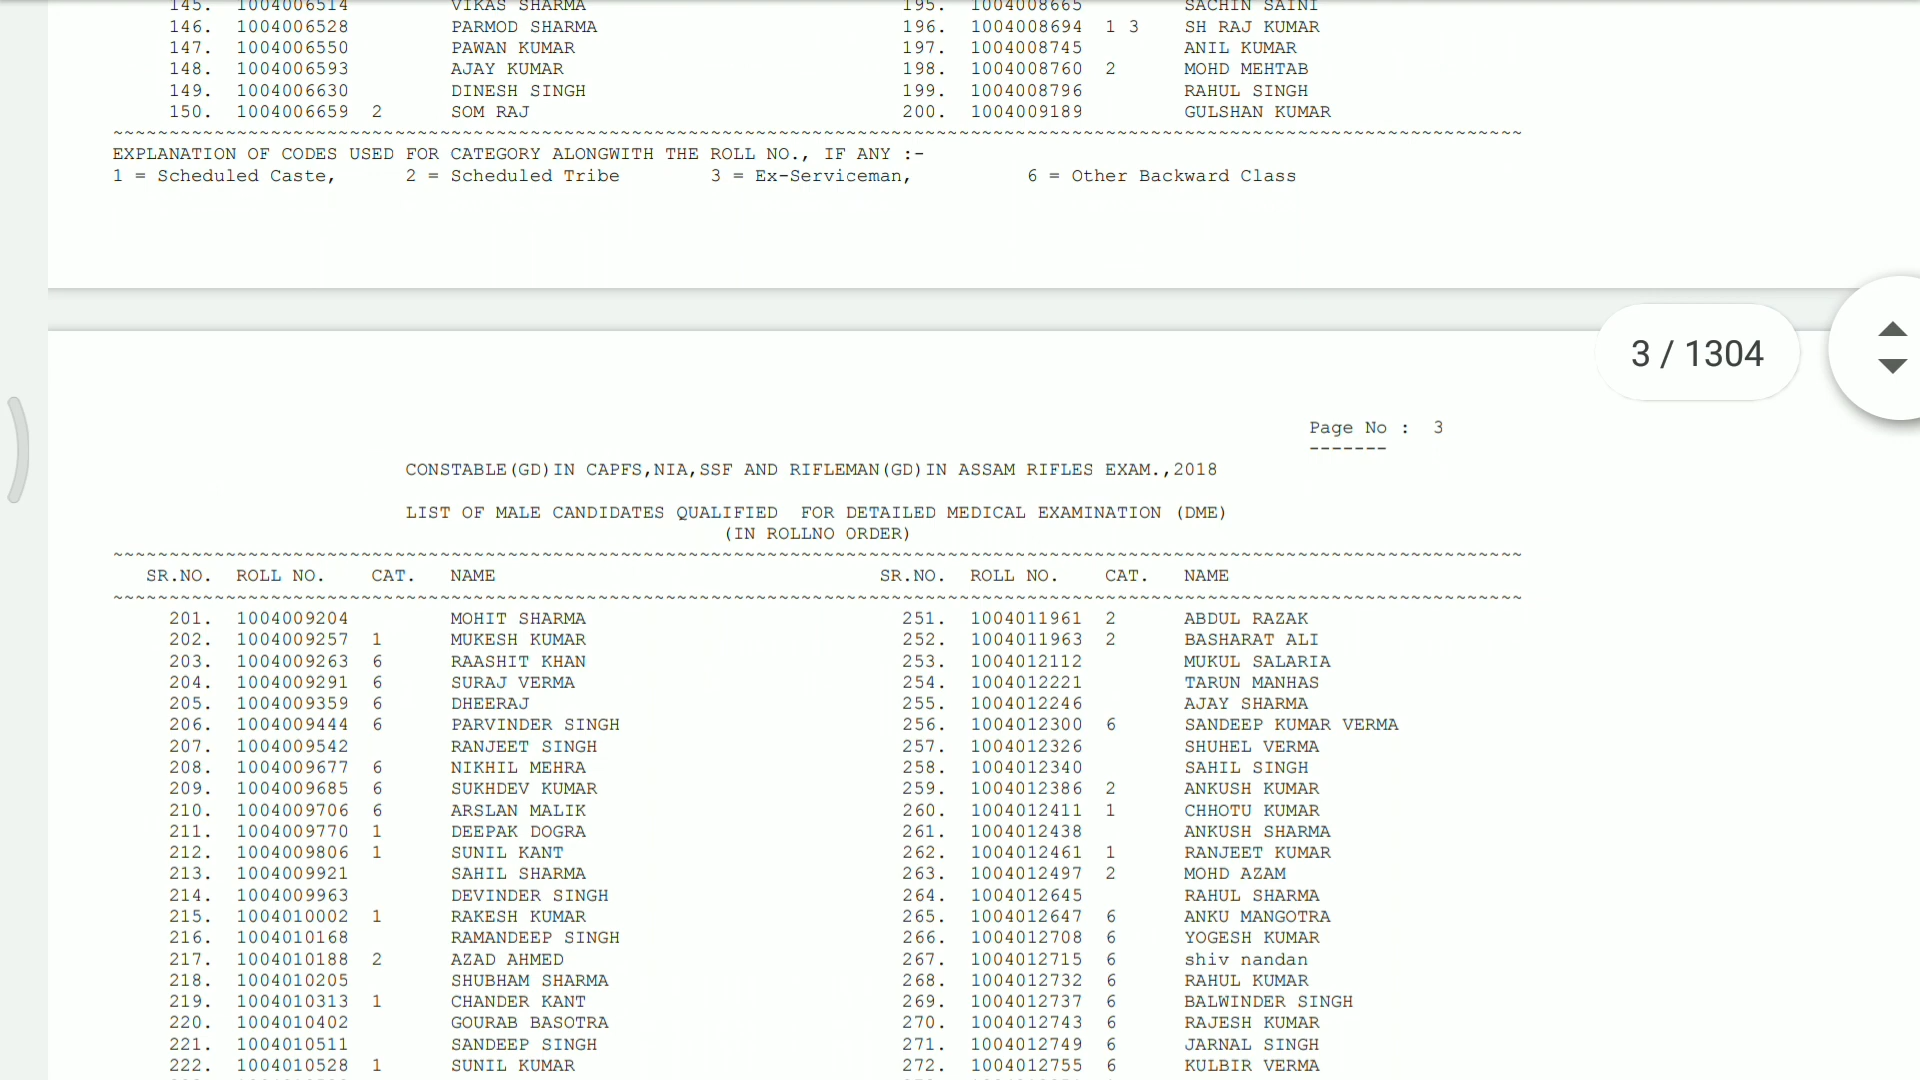 145. 1004006514 VIKAS SHARMA 195. 1004008665 SACHIN SAINI
146. 1004006528 PARMOD SHARMA 196. 1004008694 1 3 SH RAJ KUMAR
147. 1004006550 PAWAN KUMAR 197. 1004008745 ANIL KUMAR
148. 1004006593 AJAY KUMAR 198. 1004008760 2 MOHD MEHTAB
149. 1004006630 DINESH SINGH 199. 1004008796 RAHUL SINGH
150. 1004006659 2 SOM RAJ 200. 1004009189 GULSHAN KUMAR
EXPLANATION OF CODES USED FOR CATEGORY ALONGWITH THE ROLL NO., IF ANY :-
1 = Scheduled Caste, 2 = Scheduled Tribe 3 = Ex-Serviceman, 6 = Other Backward Class
3 / 1304
Page No : 3
-------
CONSTABLE(GD)IN CAPFS,NIA,SSF AND RIFLEMAN(GD)IN ASSAM RIFLES EXAM.,2018
LIST OF MALE CANDIDATES QUALIFIED FOR DETAILED MEDICAL EXAMINATION (DME)
(IN ROLLNO ORDER)
SR.NO. ROLL NO. CAT. NAME SR.NO. ROLL NO. CAT. NAME
201. 1004009204 MOHIT SHARMA 251. 1004011961 2 ABDUL RAZAK
202. 1004009257 1 MUKESH KUMAR 252. 1004011963 2 BASHARAT ALI
203. 1004009263 6 RAASHIT KHAN 253. 1004012112 MUKUL SALARIA
204. 1004009291 6 SURAJ VERMA 254. 1004012221 TARUN MANHAS
205. 1004009359 6 DHEERAJ 255. 1004012246 AJAY SHARMA
206. 1004009444 6 PARVINDER SINGH 256. 1004012300 6 SANDEEP KUMAR VERMA
207. 1004009542 RANJEET SINGH 257. 1004012326 SHUHEL VERMA
208. 1004009677 6 NIKHIL MEHRA 258. 1004012340 SAHIL SINGH
209. 1004009685 6 SUKHDEV KUMAR 259. 1004012386 2 ANKUSH KUMAR
210. 1004009706 6 ARSLAN MALIK 260. 1004012411 1 CHHOTU KUMAR
211. 1004009770 1 DEEPAK DOGRA 261. 1004012438 ANKUSH SHARMA
212. 1004009806 1 SUNIL KANT 262. 1004012461 1 RANJEET KUMAR
213. 1004009921 SAHIL SHARMA 263. 1004012497 2 MOHD AZAM
214. 1004009963 DEVINDER SINGH 264. 1004012645 RAHUL SHARMA
215. 1004010002 1 RAKESH KUMAR 265. 1004012647 6 ANKU MANGOTRA
216. 1004010168 RAMANDEEP SINGH 266. 1004012708 6 YOGESH KUMAR
217. 1004010188 2 AZAD AHMED 267. 1004012715 6 shiv nandan
218. 1004010205 SHUBHAM SHARMA 268. 1004012732 6 RAHUL KUMAR
219. 1004010313 1 CHANDER KANT 269. 1004012737 6 BALWINDER SINGH
220. 1004010402 GOURAB BASOTRA 270. 1004012743 6 RAJESH KUMAR
221. 1004010511 SANDEEP SINGH 271. 1004012749 6 JARNAL SINGH
222. 1004010528 1 SUNIL KUMAR 272. 1004012755 6 KULBIR VERMA